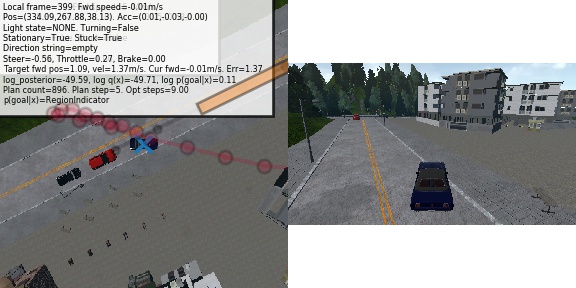 Local frame=399. Fwd speed=-0.01m/s
Pos=(334.09,267.88,38.13). Acc=(0.01,-0.03,-0.00)
Light state=NONE. Turning=False
Stationary=True. Stuck=True
Direction string=empty
Steer=-0.56, Throttle=0.27, Brake=0.00
Target fwd pos=1.09, vel=1.37m/s. Cur fwd=-0.01m/s. Err=1.37
log_posterior=-49.59, log q(x)=-49.71, log p(goal|x)=0.11
Plan count=896. Plan step=5. Opt steps=9.00
p(goal|x)=RegionIndicator